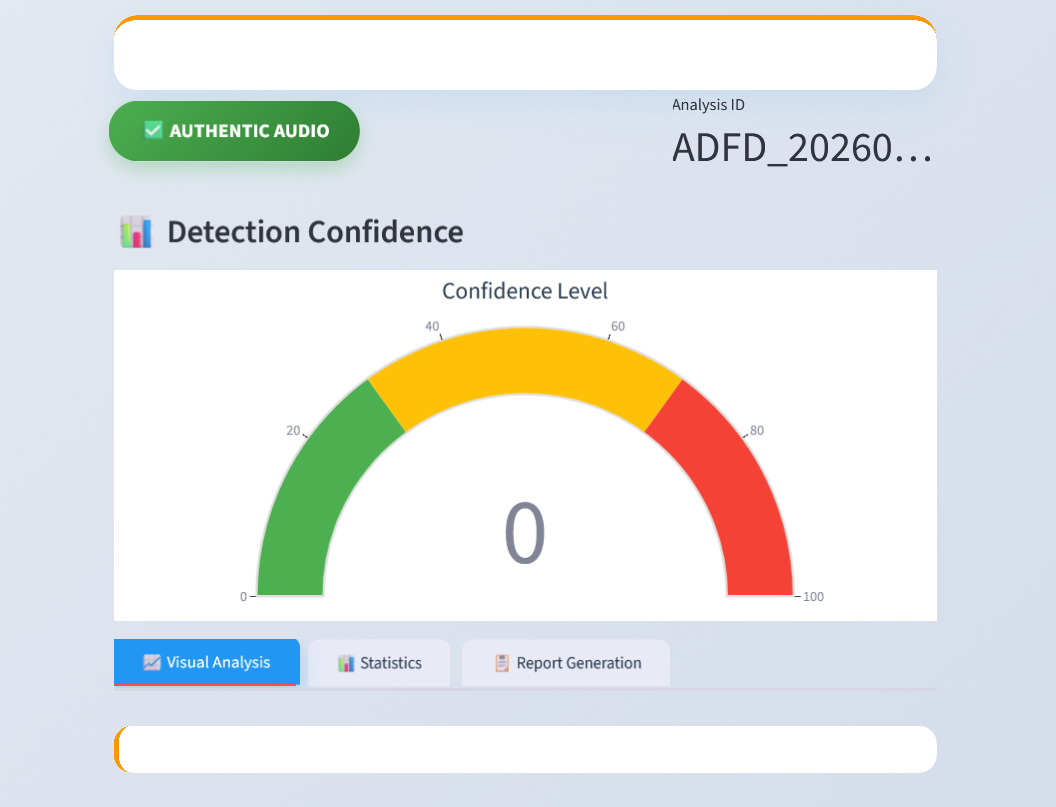 Analysis ID
✅ AUTHENTIC AUDIO
ADFD_20260...
📊 Detection Confidence
Confidence Level
40
60
20
80
0
0
100
📈 Visual Analysis
📊 Statistics
📋 Report Generation